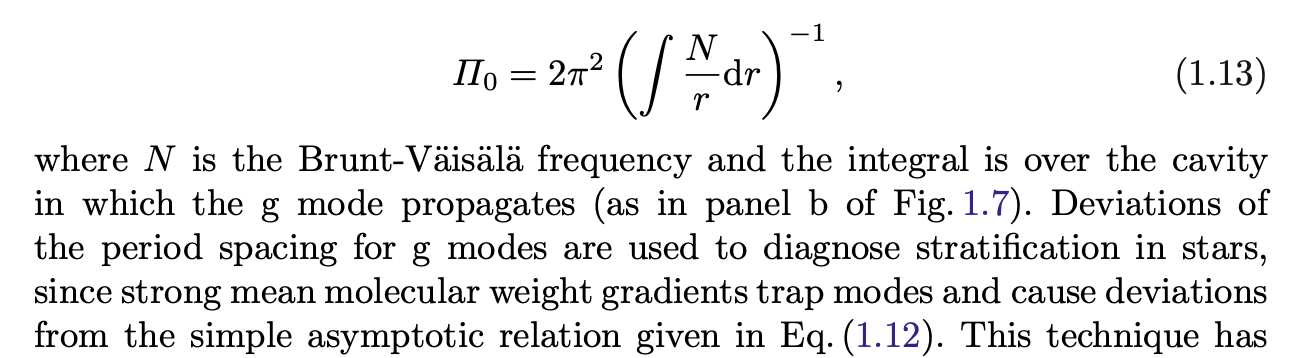 Π₀ = 2π² (∫ N/r dr)⁻¹ , (1.13)
where N is the Brunt-Väisälä frequency and the integral is over the cavity
in which the g mode propagates (as in panel b of Fig. 1.7). Deviations of
the period spacing for g modes are used to diagnose stratification in stars,
since strong mean molecular weight gradients trap modes and cause deviations
from the simple asymptotic relation given in Eq. (1.12). This technique has